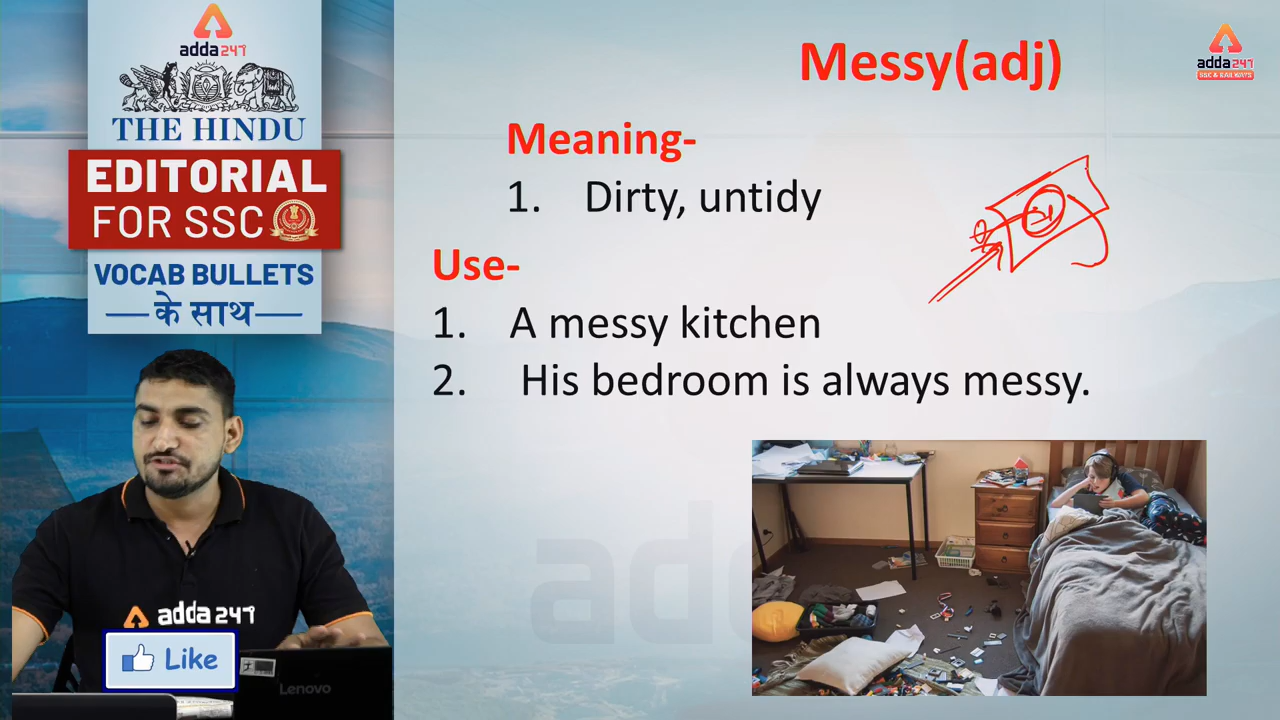 adda247
THE HINDU
EDITORIAL
FOR SSC
VOCAB BULLETS
के साथ
Messy(adj)
adda247
SSC & RAILWAYS
Meaning-
1. Dirty, untidy
Use-
1. A messy kitchen
2. His bedroom is always messy.
adda247
Like
Lenovo
add